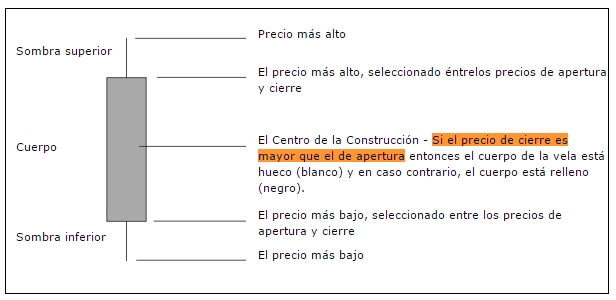 Precio más alto
Sombra superior
El precio más alto, seleccionado éntrelos precios de apertura
y cierre
El Centro de la Construcción - Si el precio de cierre es
Cuerpo
mayor que el de apertura entonces el cuerpo de la vela está
hueco (blanco) y en caso contrario, el cuerpo está relleno
(negro).
El precio más bajo, seleccionado entre los precios de
apertura y cierre
Sombra inferior
El precio más bajo